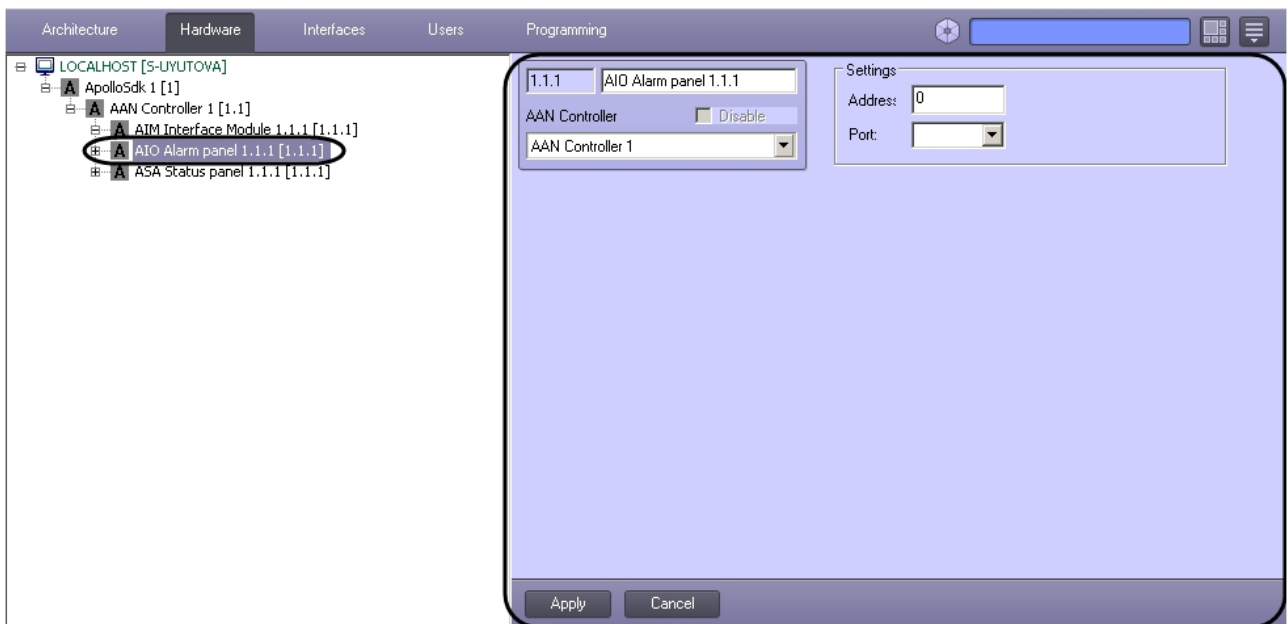 Architecture Hardware Interfaces Users Programming
LOCALHOST [S-UYUTOVA]
A ApolloSdk 1 [1]
A AAN Controller 1 [1.1]
A AIM Interface Module 1.1.1 [1.1.1]
A AIO Alarm panel 1.1.1 [1.1.1]
A ASA Status panel 1.1.1 [1.1.1]
1.1.1 AIO Alarm panel 1.1.1
AAN Controller Disable
AAN Controller 1
Settings
Address: 0
Port:
Apply Cancel